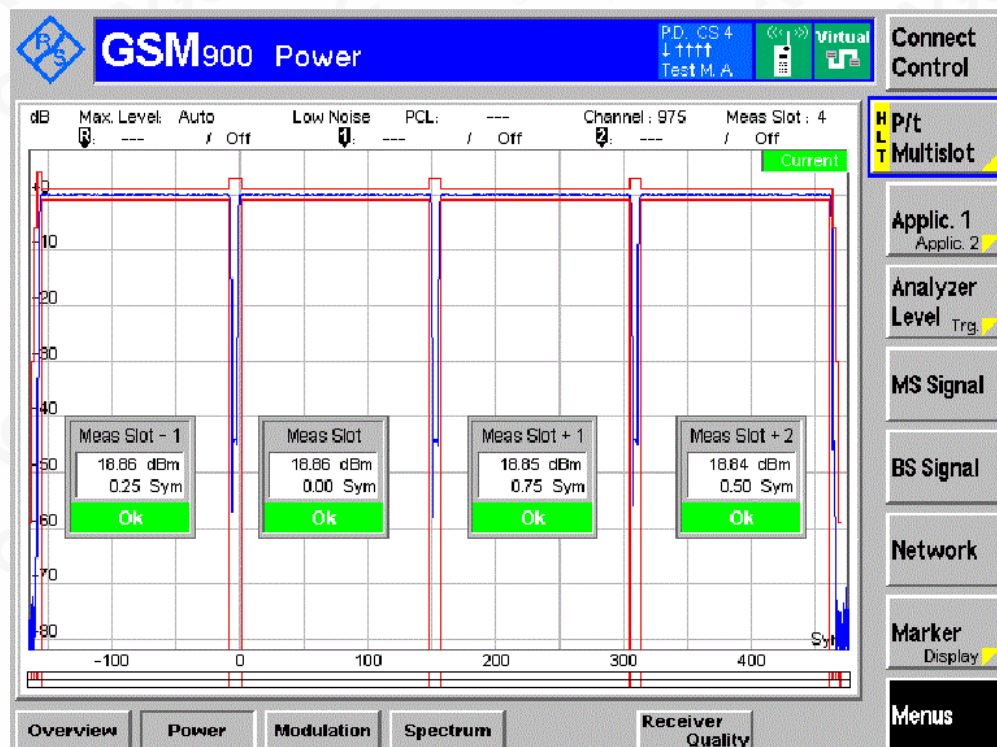 R/S
GSM900 Power
P.D. CS 4
↓ ↑↑↑↑
Test M. A.
Virtual
Connect
Control
dB
Max. Level: Auto
Low Noise
PCL: ---
Channel : 975
Meas Slot : 4
R: --- / Off
1: --- / Off
2: --- / Off
H L T
P/t
Multislot
Current
+0
-10
-20
-30
-40
-50
-60
-70
-80
Meas Slot - 1
18.86 dBm
0.25 Sym
Ok
Meas Slot
18.86 dBm
0.00 Sym
Ok
Meas Slot + 1
18.85 dBm
0.75 Sym
Ok
Meas Slot + 2
18.84 dBm
0.50 Sym
Ok
Sym
-100 0 100 200 300 400
Applic. 1
Applic. 2
Analyzer
Level Trg.
MS Signal
BS Signal
Network
Marker
Display
Menus
Overview
Power
Modulation
Spectrum
Receiver
Quality